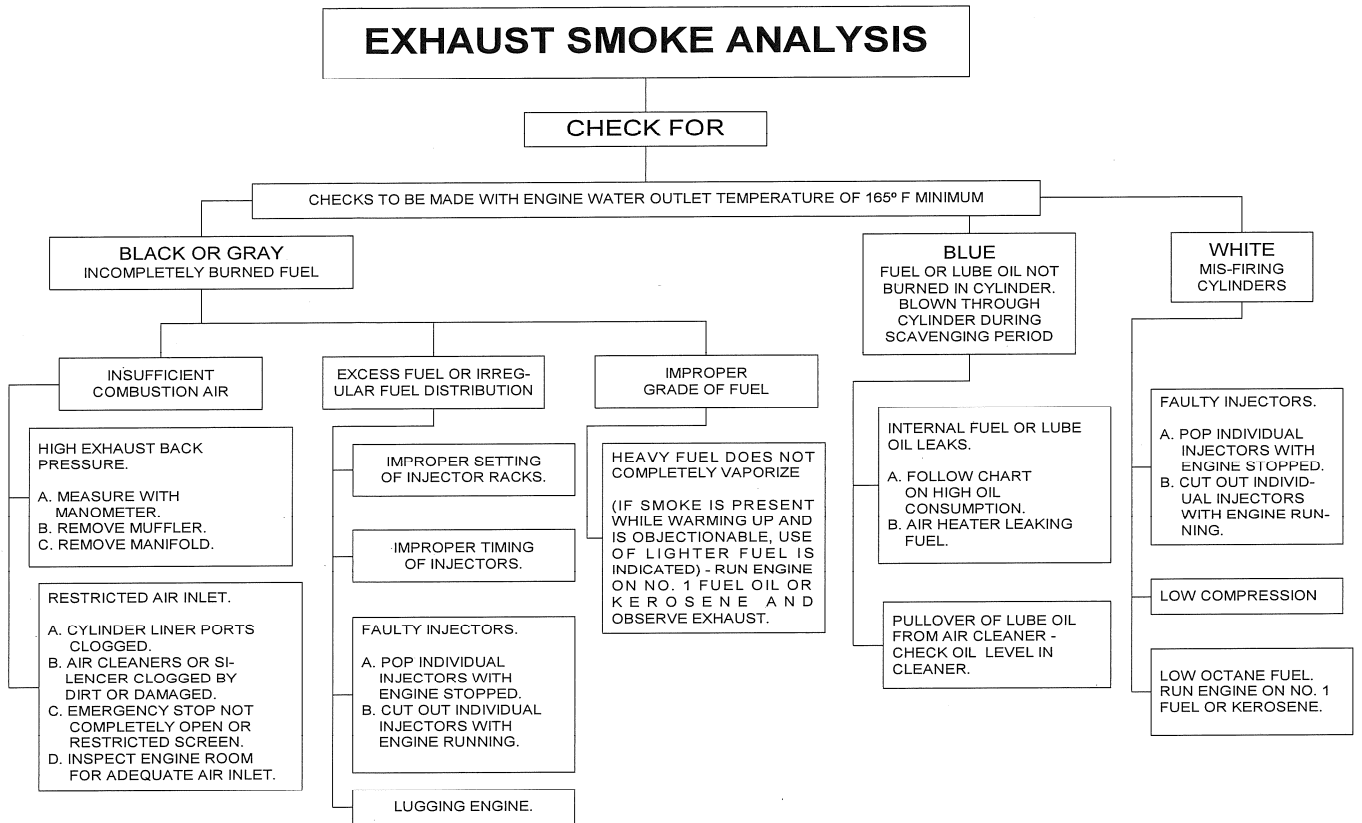 EXHAUST SMOKE ANALYSIS
CHECK FOR
CHECKS TO BE MADE WITH ENGINE WATER OUTLET TEMPERATURE OF 165º F MINIMUM
BLACK OR GRAY
INCOMPLETELY BURNED FUEL
INSUFFICIENT
COMBUSTION AIR
HIGH EXHAUST BACK
PRESSURE.
A. MEASURE WITH
MANOMETER.
B. REMOVE MUFFLER.
C. REMOVE MANIFOLD.
RESTRICTED AIR INLET.
A. CYLINDER LINER PORTS
CLOGGED.
B. AIR CLEANERS OR SI-
LENCER CLOGGED BY
DIRT OR DAMAGED.
C. EMERGENCY STOP NOT
COMPLETELY OPEN OR
RESTRICTED SCREEN.
D. INSPECT ENGINE ROOM
FOR ADEQUATE AIR INLET.
EXCESS FUEL OR IRREG-
ULAR FUEL DISTRIBUTION
IMPROPER SETTING
OF INJECTOR RACKS.
IMPROPER TIMING
OF INJECTORS.
FAULTY INJECTORS.
A. POP INDIVIDUAL
INJECTORS WITH
ENGINE STOPPED.
B. CUT OUT INDIVIDUAL
INJECTORS WITH
ENGINE RUNNING.
LUGGING ENGINE.
IMPROPER
GRADE OF FUEL
HEAVY FUEL DOES NOT
COMPLETELY VAPORIZE
(IF SMOKE IS PRESENT
WHILE WARMING UP AND
IS OBJECTIONABLE, USE
OF LIGHTER FUEL IS
INDICATED) - RUN ENGINE
ON NO. 1 FUEL OIL OR
KEROSENE AND
OBSERVE EXHAUST.
BLUE
FUEL OR LUBE OIL NOT
BURNED IN CYLINDER.
BLOWN THROUGH
CYLINDER DURING
SCAVENGING PERIOD
INTERNAL FUEL OR LUBE
OIL LEAKS.
A. FOLLOW CHART
ON HIGH OIL
CONSUMPTION.
B. AIR HEATER LEAKING
FUEL.
PULLOVER OF LUBE OIL
FROM AIR CLEANER -
CHECK OIL LEVEL IN
CLEANER.
WHITE
MIS-FIRING
CYLINDERS
FAULTY INJECTORS.
A. POP INDIVIDUAL
INJECTORS WITH
ENGINE STOPPED.
B. CUT OUT INDIVID-
UAL INJECTORS
WITH ENGINE RUN-
NING.
LOW COMPRESSION
LOW OCTANE FUEL.
RUN ENGINE ON NO. 1
FUEL OR KEROSENE.